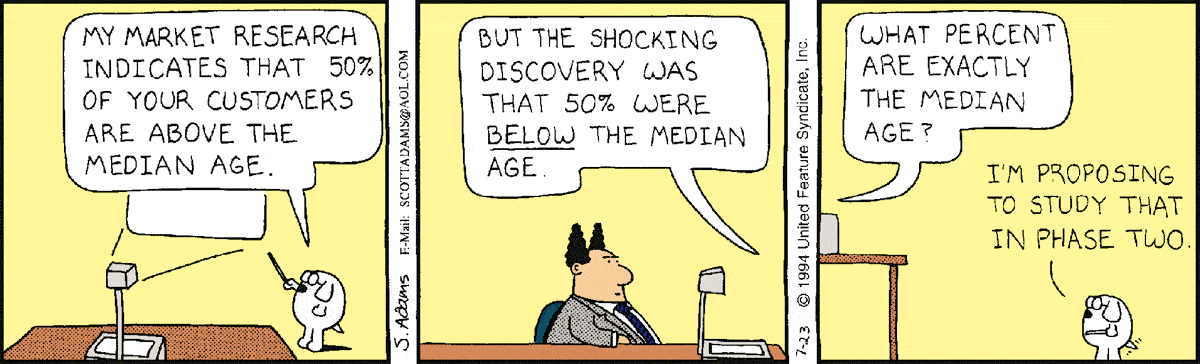 MY MARKET RESEARCH
INDICATES THAT 50%
OF YOUR CUSTOMERS
ARE ABOVE THE
MEDIAN AGE.
S. Adams E-Mail: SCOTTADAMS@AOL.COM
BUT THE SHOCKING
DISCOVERY WAS
THAT 50% WERE
BELOW THE MEDIAN
AGE.
7-23 © 1994 United Feature Syndicate, Inc.
WHAT PERCENT
ARE EXACTLY
THE MEDIAN
AGE?
I'M PROPOSING
TO STUDY THAT
IN PHASE TWO.